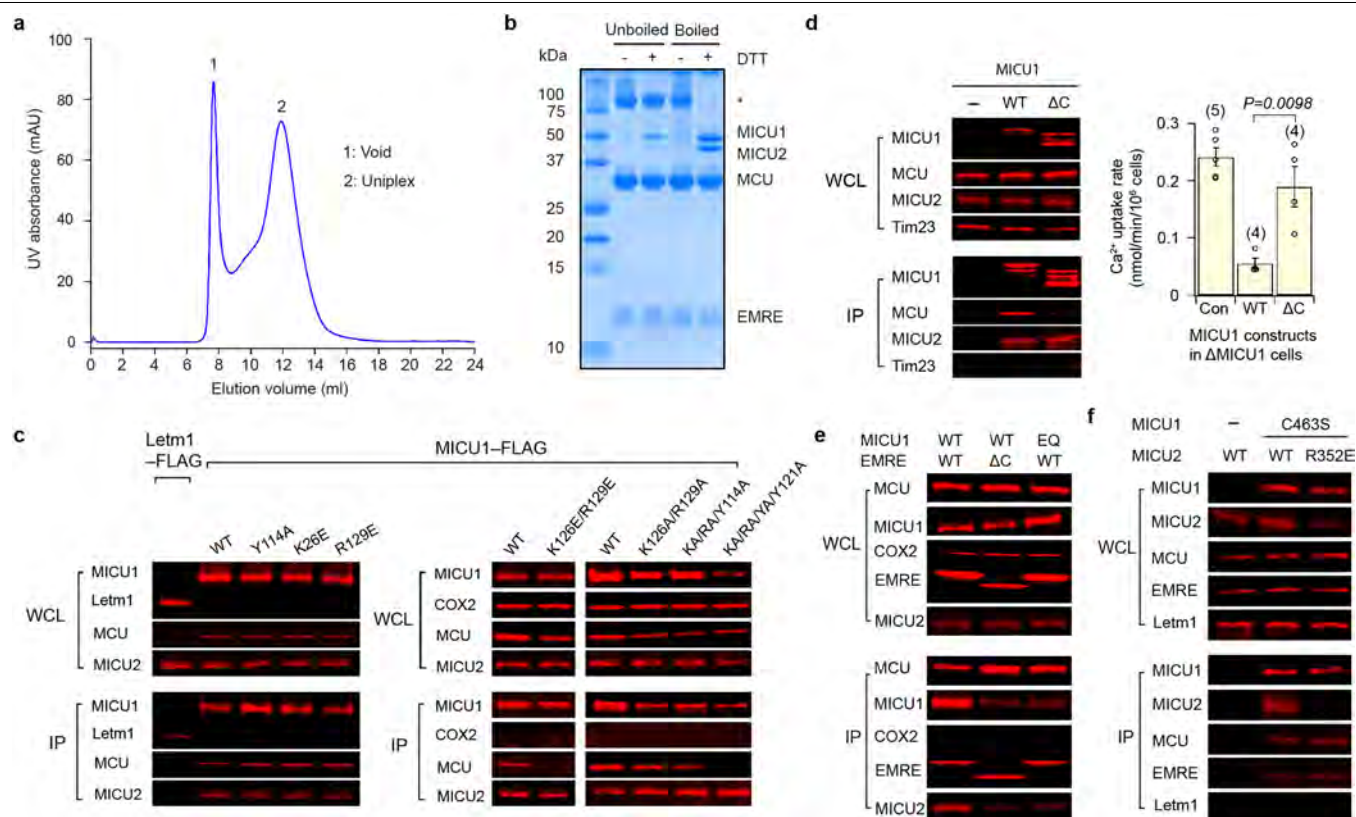 a
UV absorbance (mAU)
100
80
60
40
20
0
0 2 4 6 8 10 12 14 16 18 20 22 24
Elution volume (ml)
1
2
1: Void
2: Uniplex
b
Unboiled Boiled
kDa - + - + DTT
100
75
50
37
25
20
15
10
*
MICU1
MICU2
MCU
EMRE
d
MICU1
– WT ΔC
WCL
MICU1
MCU
MICU2
Tim23
IP
MICU1
MCU
MICU2
Tim23
P=0.0098
(5)
(4)
(4)
Ca²⁺ uptake rate
(nmol/min/10⁶ cells)
0.3
0.2
0.1
0
Con WT ΔC
MICU1 constructs
in ΔMICU1 cells
c
Letm1
–FLAG
MICU1–FLAG
WT Y114A K26E R129E
WT K126E/R129E
WT K126A/R129A KA/RA/Y114A KA/RA/YA/Y121A
WCL
MICU1
Letm1
MCU
MICU2
IP
MICU1
Letm1
MCU
MICU2
WCL
MICU1
COX2
MCU
MICU2
IP
MICU1
COX2
MCU
MICU2
e
MICU1 WT WT EQ
EMRE WT ΔC WT
WCL
MCU
MICU1
COX2
EMRE
MICU2
IP
MCU
MICU1
COX2
EMRE
MICU2
f
MICU1 – C463S
MICU2 WT WT R352E
WCL
MICU1
MICU2
MCU
EMRE
Letm1
IP
MICU1
MICU2
MCU
EMRE
Letm1